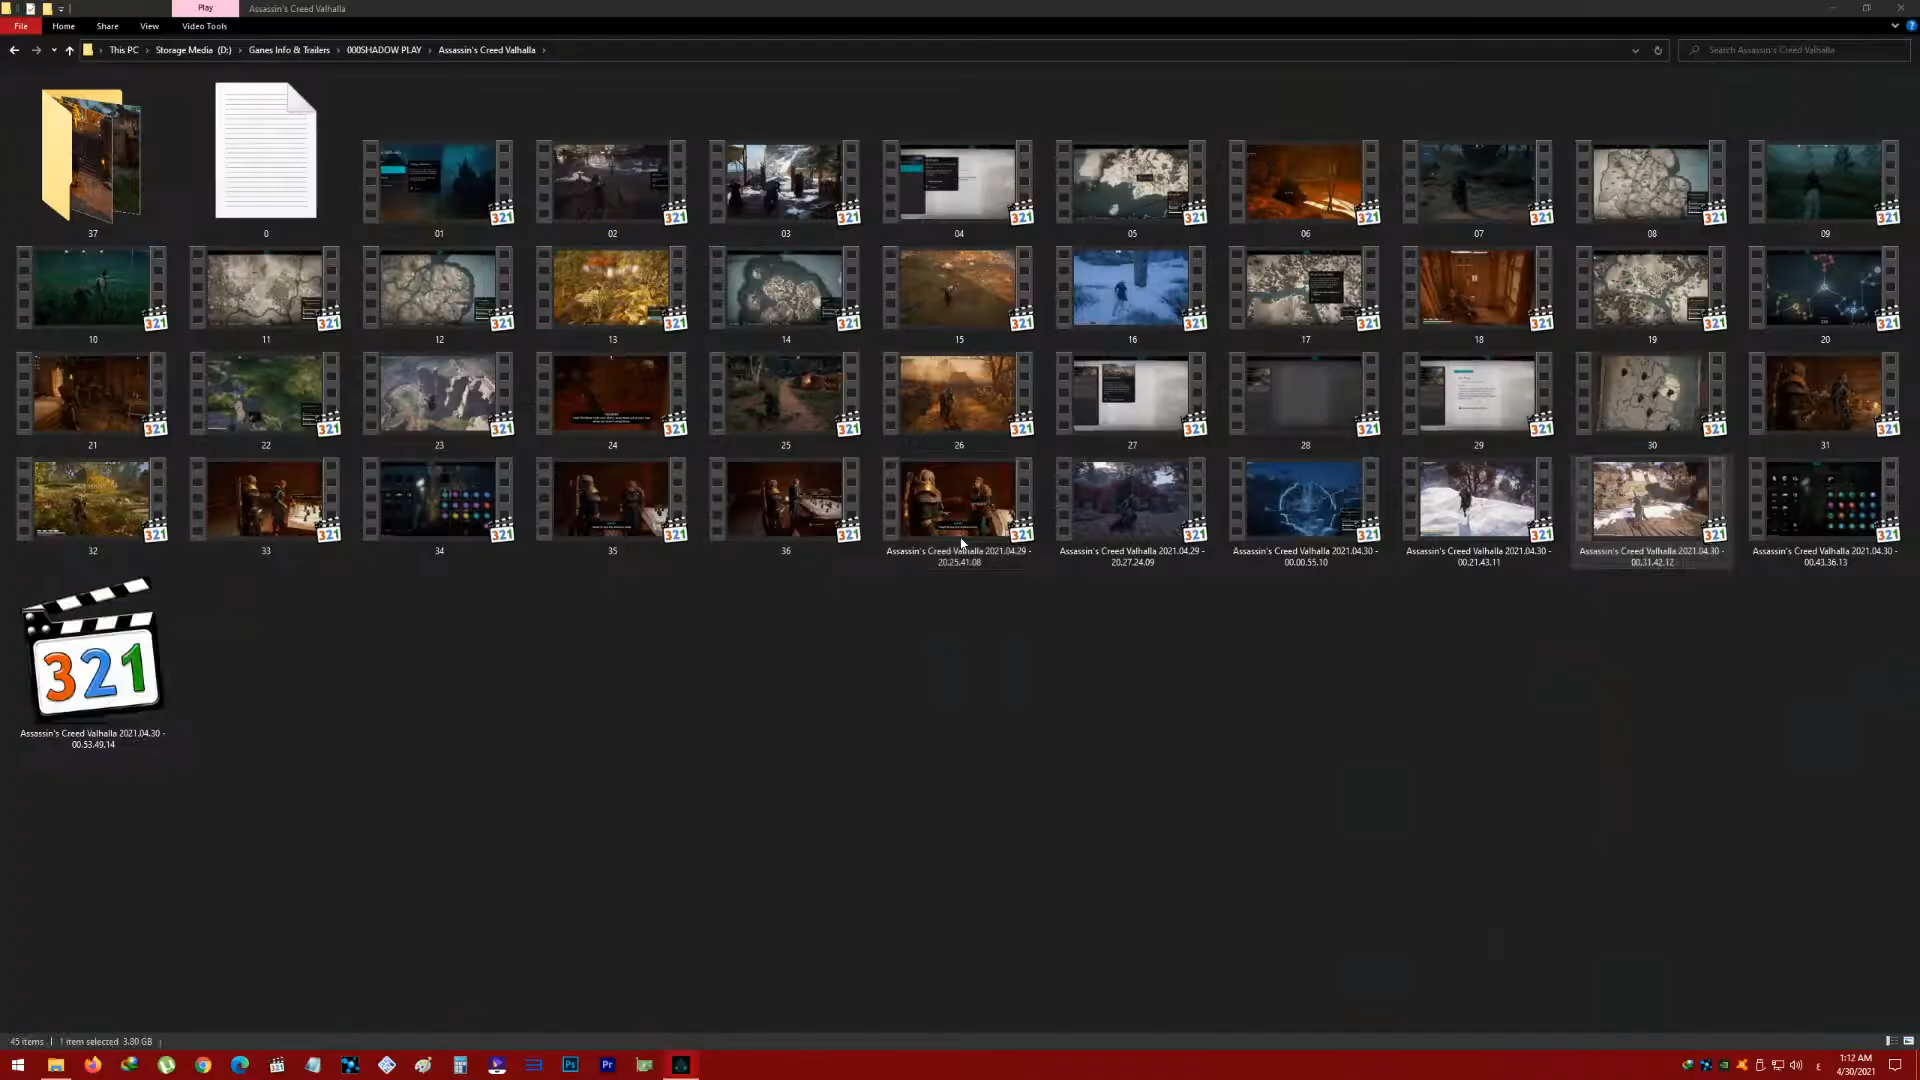 Play
Assassin's Creed Valhalla
File
Home
Share
View
Video Tools
This PC
Storage Media (D:)
Ganes Info & Trailers
000SHADOW PLAY
Assassin's Creed Valhalla
Search Assassin's Creed Valhalla
37
0
01
02
03
04
05
06
07
08
09
10
11
12
13
14
15
16
17
18
19
20
21
22
23
24
25
26
27
28
29
30
31
32
33
34
35
36
Assassin's Creed Valhalla 2021.04.29 -
20.25.41.08
Assassin's Creed Valhalla 2021.04.29 -
20.27.24.09
Assassin's Creed Valhalla 2021.04.30 -
00.00.55.10
Assassin's Creed Valhalla 2021.04.30 -
00.21.43.11
Assassin's Creed Valhalla 2021.04.30 -
00.31.42.12
Assassin's Creed Valhalla 2021.04.30 -
00.43.36.13
321
Assassin's Creed Valhalla 2021.04.30 -
00.53.49.14
45 items
1 item selected 3.80 GB
Ps
Pr
ع
1:12 AM
4/30/2021